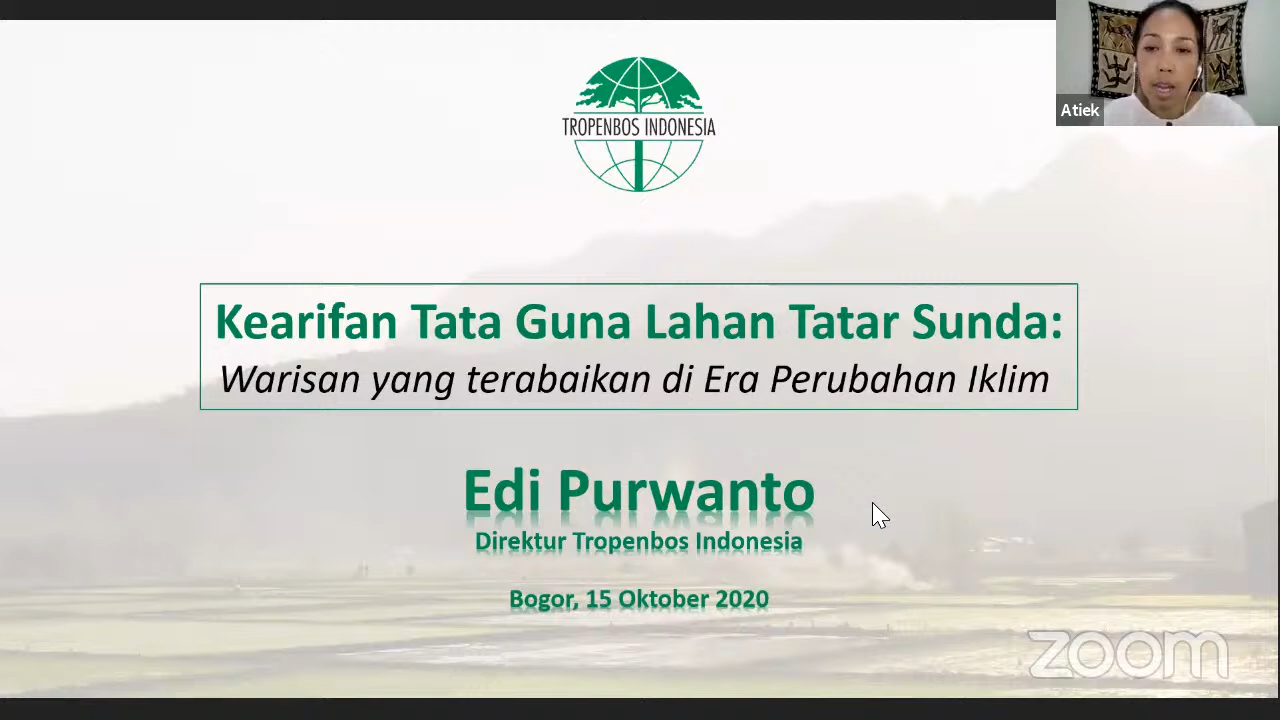 Atiek
TROPENBOS INDONESIA
Kearifan Tata Guna Lahan Tatar Sunda:
Warisan yang terabaikan di Era Perubahan Iklim
Edi Purwanto
Direktur Tropenbos Indonesia
Bogor, 15 Oktober 2020
zoom